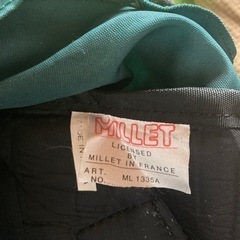 MILLET
LICENSED
BY
MILLET IN FRANCE
ART.
NO. ML 1335A